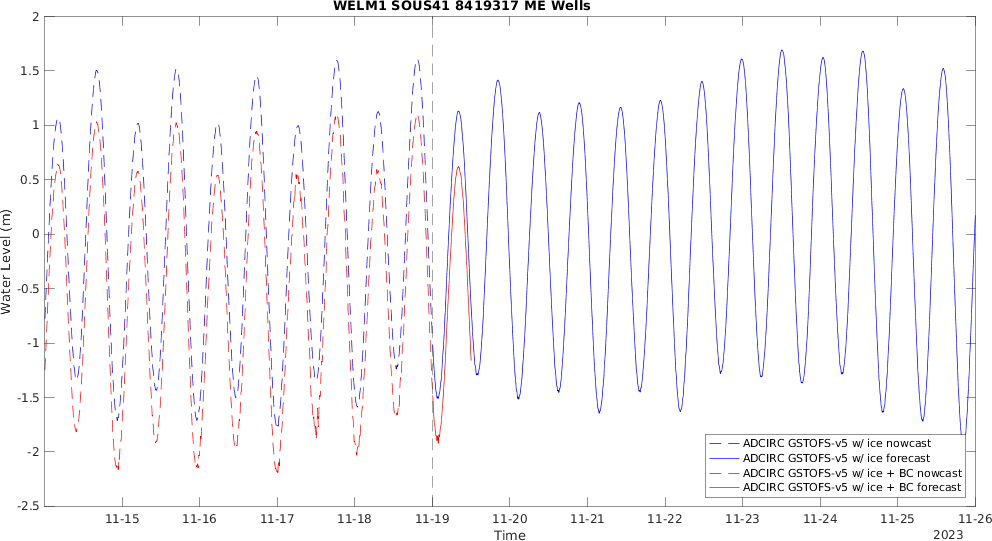 WELM1 SOUS41 8419317 ME Wells
2
1.5
1
0.5
0
-0.5
-1
-1.5
-2
-2.5
Water Level (m)
ADCIRC GSTOFS-v5 w/ ice nowcast
ADCIRC GSTOFS-v5 w/ ice forecast
ADCIRC GSTOFS-v5 w/ ice + BC nowcast
ADCIRC GSTOFS-v5 w/ ice + BC forecast
11-15 11-16 11-17 11-18 11-19 11-20 11-21 11-22 11-23 11-24 11-25 11-26
Time
2023